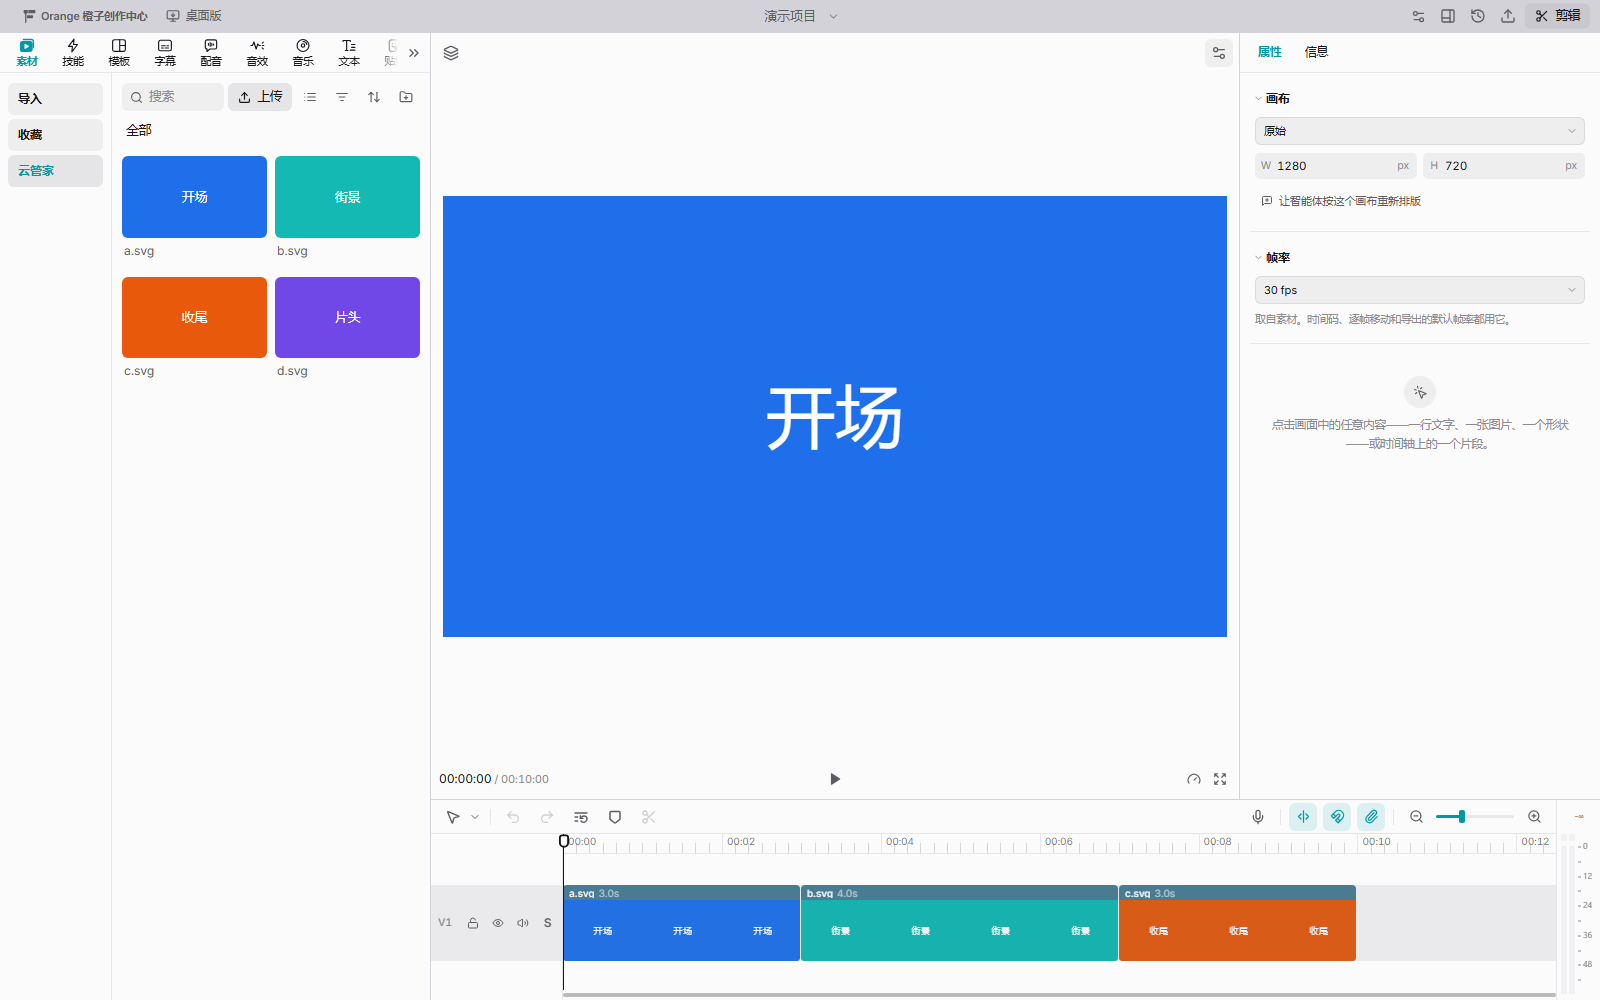 Orange 橙子创作中心
桌面版
演示项目
剪辑
素材
技能
模板
字幕
配音
音效
音乐
文本
属性
信息
导入
收藏
云管家
搜索
上传
全部
开场
街景
a.svg
b.svg
收尾
片头
c.svg
d.svg
开场
00:00:00 / 00:10:00
画布
原始
W 1280 px
H 720 px
让智能体按这个画布重新排版
帧率
30 fps
取自素材。时间码、逐帧移动和导出的默认帧率都用它。
点击画面中的任意内容——一行文字、一张图片、一个形状
——或时间轴上的一个片段。
00:00
00:02
00:04
00:06
00:08
00:10
00:12
V1
S
a.svg 3.0s
开场
开场
开场
b.svg 4.0s
街景
街景
街景
街景
c.svg 3.0s
收尾
收尾
收尾
-∞
0
12
24
36
48